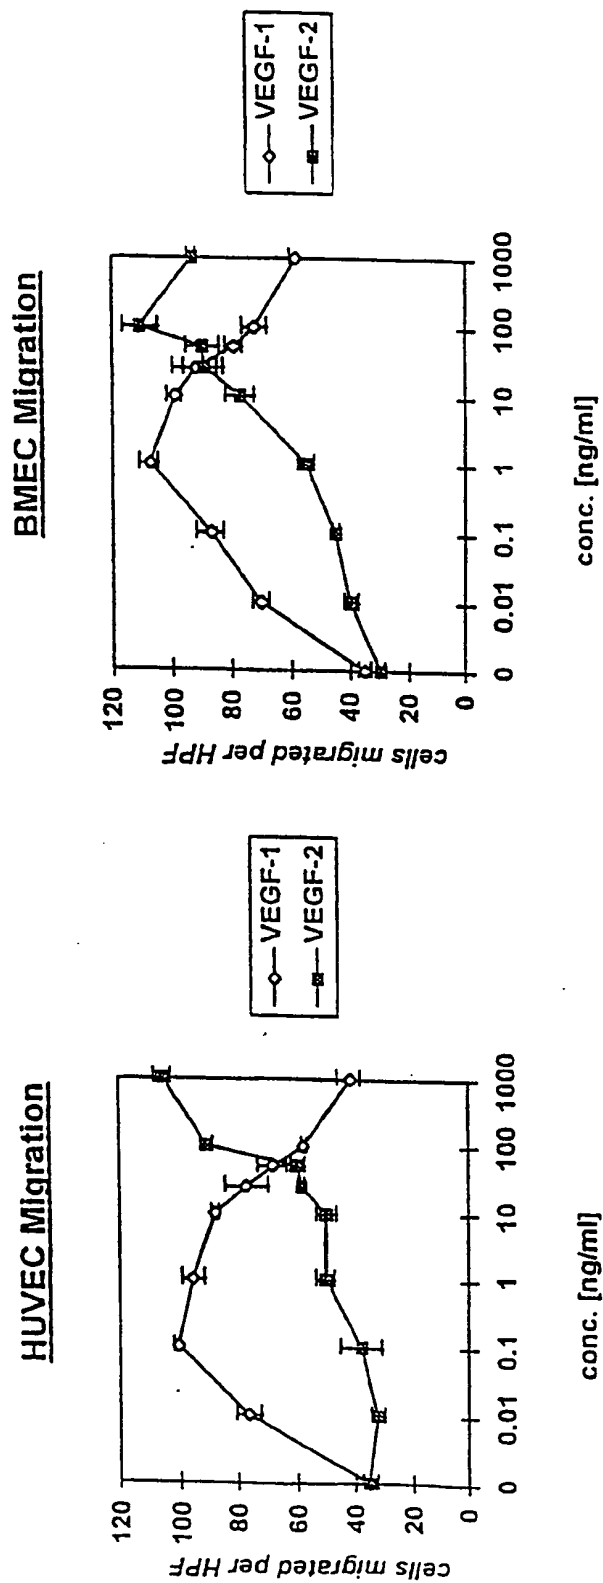 HUVEC Migration
120
100
80
60
40
20
0
cells migrated per HPF
0
0.01
0.1
1
10
100
1000
conc. [ng/ml]
VEGF-1
VEGF-2
BMEC Migration
120
100
80
60
40
20
0
cells migrated per HPF
0
0.01
0.1
1
10
100
1000
conc. [ng/ml]
VEGF-1
VEGF-2